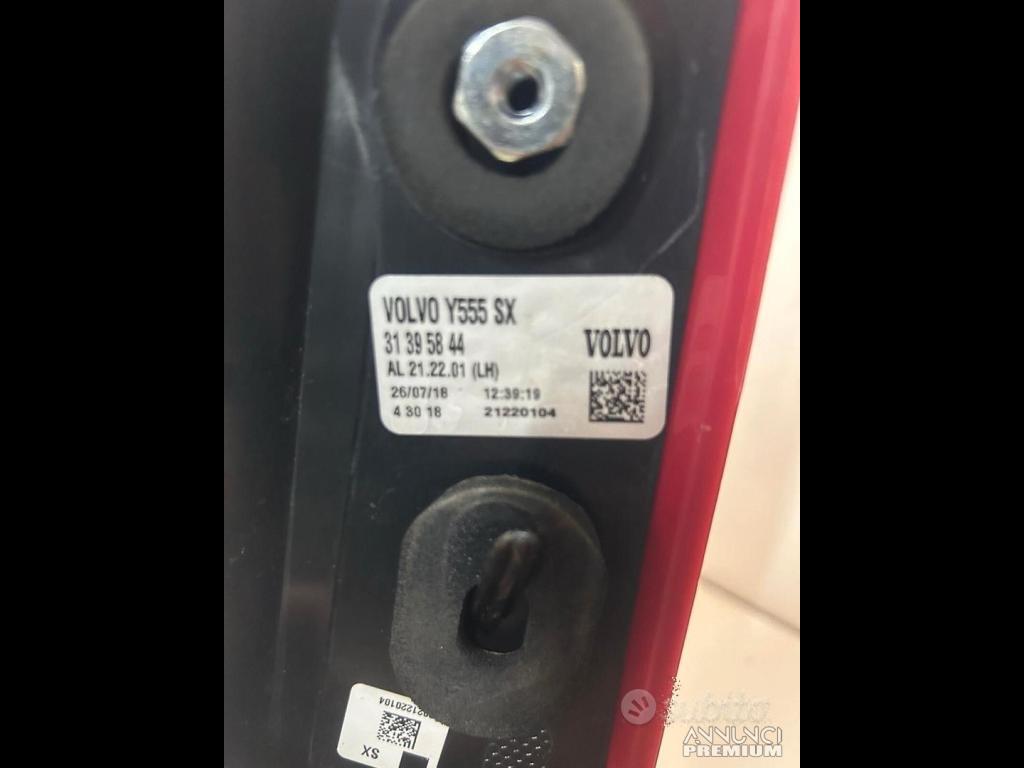 VOLVO Y555 SX
31 39 58 44
VOLVO
AL 21.22.01 (LH)
26/07/18 12:39:19
4 30 18 21220104
21220104
SX
subito
ANNUNCI
PREMIUM